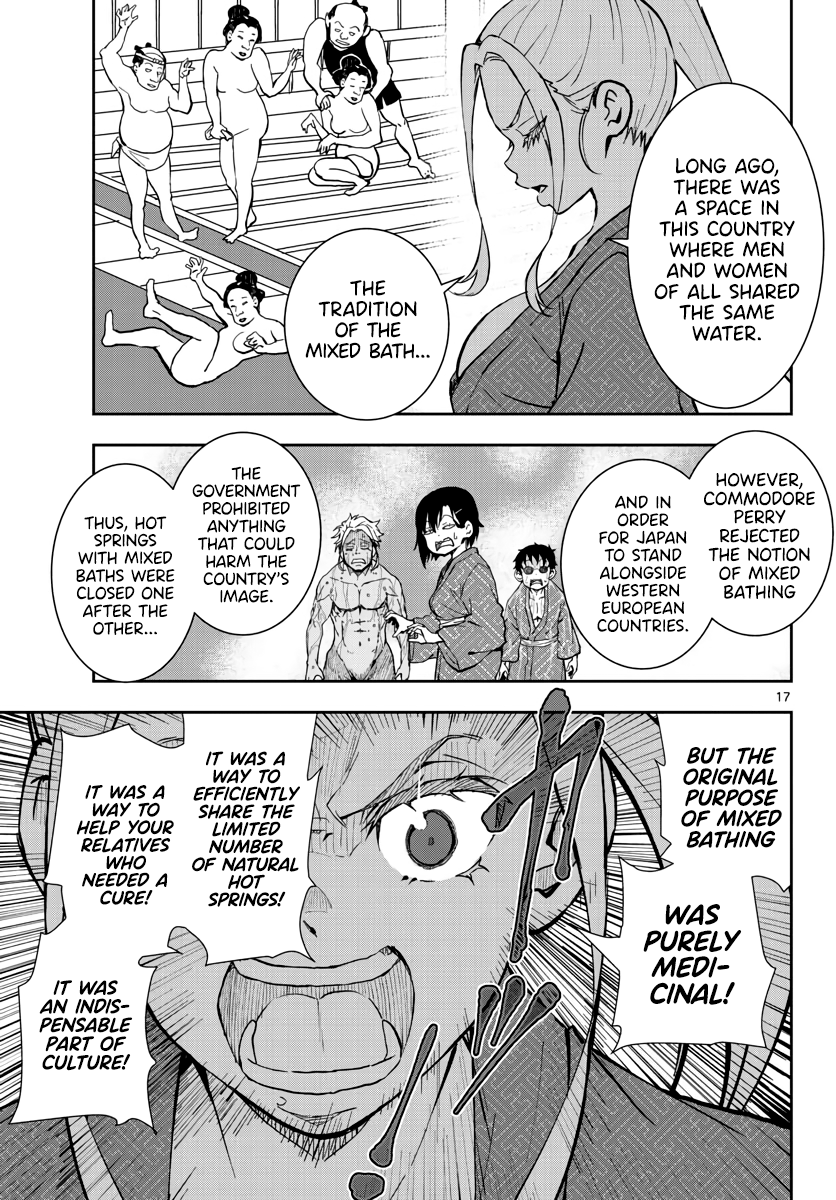 LONG AGO,
THERE WAS
A SPACE IN
THIS COUNTRY
WHERE MEN
AND WOMEN
OF ALL SHARED
THE SAME
WATER.
THE
TRADITION
OF THE
MIXED BATH...
HOWEVER,
COMMODORE
PERRY
REJECTED
THE NOTION
OF MIXED
BATHING
AND IN
ORDER
FOR JAPAN
TO STAND
ALONGSIDE
WESTERN
EUROPEAN
COUNTRIES.
THE
GOVERNMENT
PROHIBITED
ANYTHING
THAT COULD
HARM THE
COUNTRY'S
IMAGE.
THUS, HOT
SPRINGS
WITH MIXED
BATHS WERE
CLOSED ONE
AFTER THE
OTHER...
17
BUT THE
ORIGINAL
PURPOSE
OF MIXED
BATHING
WAS
PURELY
MEDI-
CINAL!
IT WAS A
WAY TO
EFFICIENTLY
SHARE THE
LIMITED
NUMBER
OF NATURAL
HOT
SPRINGS!
IT WAS A
WAY TO
HELP YOUR
RELATIVES
WHO
NEEDED A
CURE!
IT WAS
AN INDIS-
PENSABLE
PART OF
CULTURE!